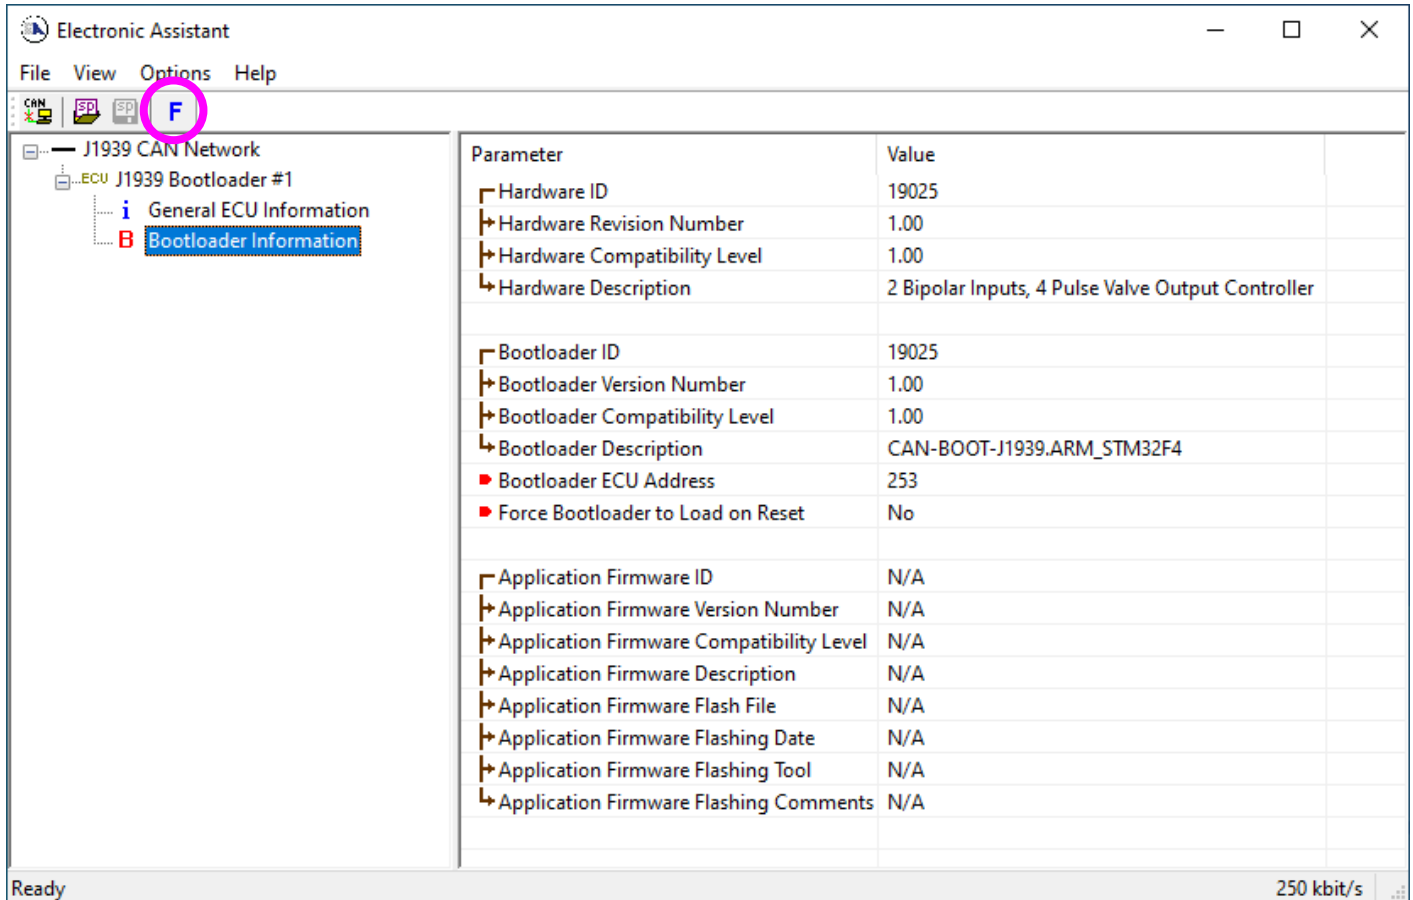 Electronic Assistant
File View Options Help
CAN SP SP F
J1939 CAN Network
ECU J1939 Bootloader #1
i General ECU Information
B Bootloader Information
Parameter Value
Hardware ID 19025
Hardware Revision Number 1.00
Hardware Compatibility Level 1.00
Hardware Description 2 Bipolar Inputs, 4 Pulse Valve Output Controller
Bootloader ID 19025
Bootloader Version Number 1.00
Bootloader Compatibility Level 1.00
Bootloader Description CAN-BOOT-J1939.ARM_STM32F4
Bootloader ECU Address 253
Force Bootloader to Load on Reset No
Application Firmware ID N/A
Application Firmware Version Number N/A
Application Firmware Compatibility Level N/A
Application Firmware Description N/A
Application Firmware Flash File N/A
Application Firmware Flashing Date N/A
Application Firmware Flashing Tool N/A
Application Firmware Flashing Comments N/A
Ready 250 kbit/s